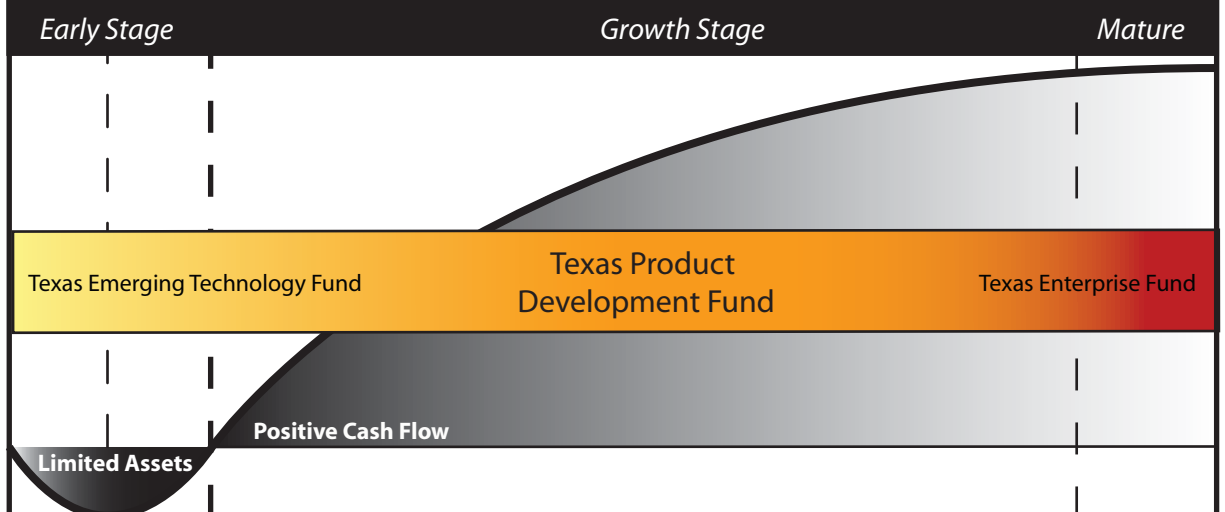 Early Stage
Growth Stage
Mature
Texas Emerging Technology Fund
Texas Product
Development Fund
Texas Enterprise Fund
Positive Cash Flow
Limited Assets